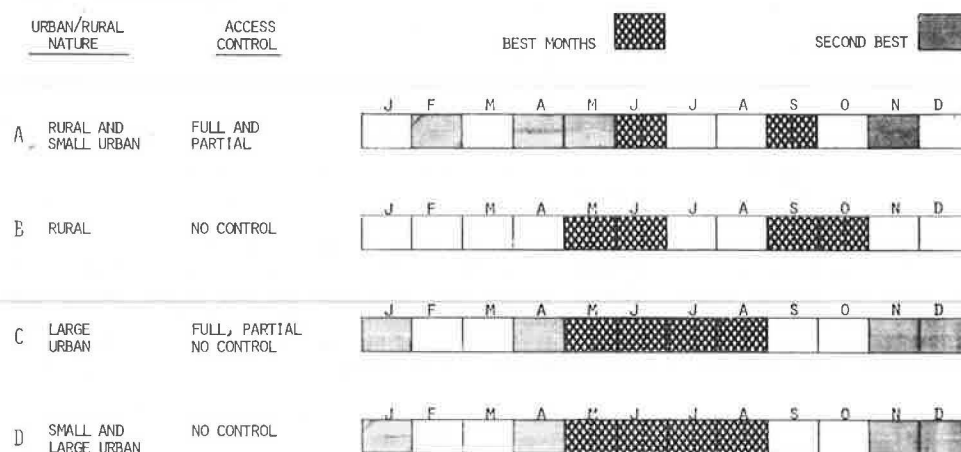 URBAN/RURAL ACCESS
NATURE CONTROL BEST MONTHS SECOND BEST
J F M A M J J A S O N D
A RURAL AND FULL AND
SMALL URBAN PARTIAL
J F M A M J J A S O N D
B RURAL NO CONTROL
J F M A M J J A S O N D
C LARGE FULL, PARTIAL
URBAN NO CONTROL
J F M A M J J A S O N D
D SMALL AND NO CONTROL
LARGE URBAN